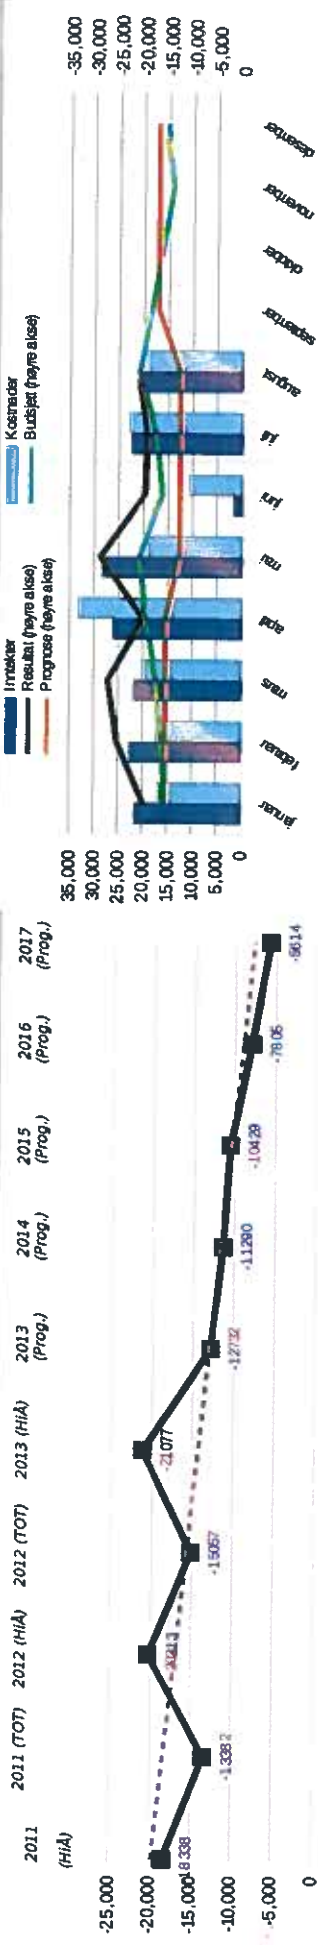 2011 (HiÅ)
2011 (TOT)
2012 (HiÅ)
2012 (TOT)
2013 (HiÅ)
2013 (Prog.)
2014 (Prog.)
2015 (Prog.)
2016 (Prog.)
2017 (Prog.)
-25,000
-20,000
-15,000
-10,000
-5,000
0
-18338
-13382
-15057
-21077
-12732
-11290
-10429
-7805
-5614
Inntekter
Kostnader
Resultat (høyre akse)
Budsjett (høyre akse)
Prognose (høyre akse)
35,000
30,000
25,000
20,000
15,000
10,000
5,000
0
-35,000
-30,000
-25,000
-20,000
-15,000
-10,000
-5,000
0
januar
februar
mars
april
mai
juni
juli
august
september
oktober
november
desember